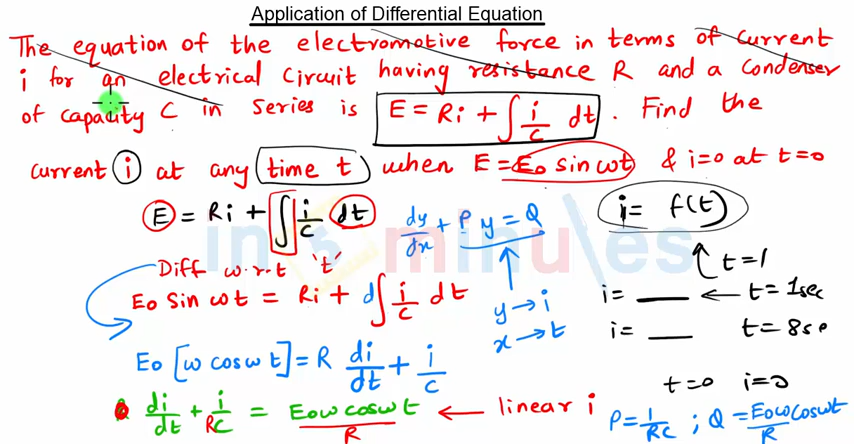 Application of Differential Equation
The equation of the electromotive force in terms of current
i for an electrical circuit having resistance R and a condenser
of capacity C in series is E = Ri + ∫ i/C dt. Find the
current i at any time t when E = E₀ sin ωt & i=0 at t=0
E = Ri + ∫ i/C dt
dy/dx + P y = Q
i = f(t)
in minutes
Diff w.r.t 't'
t=1
E₀ sin ωt = Ri + d∫ i/C dt
y → i
x → t
i = ___ ← t = 1sec
i = ___ t = 8se
E₀ [ω cos ωt] = R di/dt + i/C
t=0 i=0
di/dt + i/RC = E₀ω cos ωt/R ← linear i
P = 1/RC ; Q = E₀ω cos ωt/R